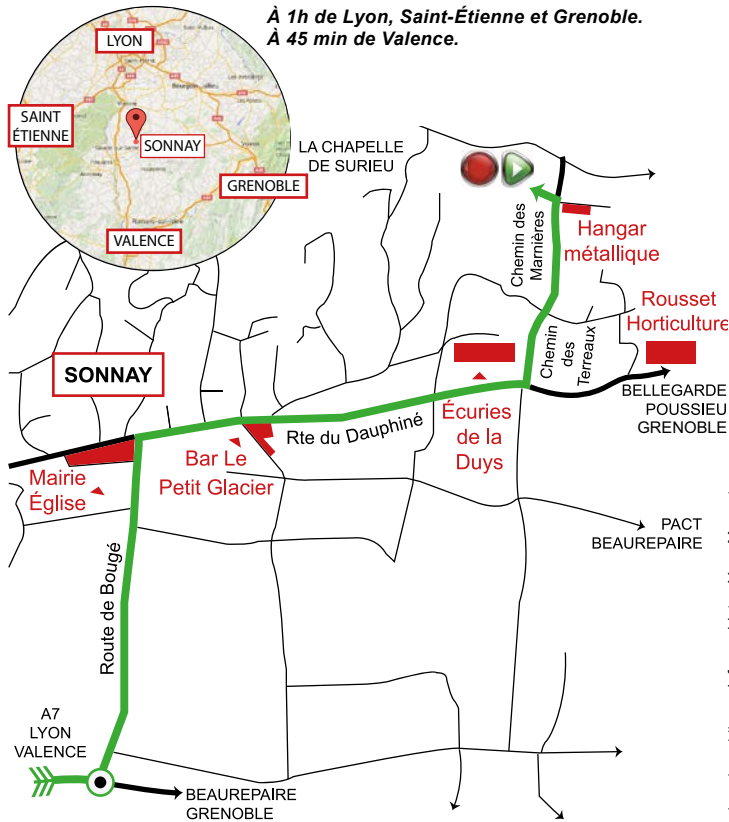 À 1h de Lyon, Saint-Étienne et Grenoble.
À 45 min de Valence.
LYON
SAINT
ÉTIENNE
SONNAY
GRENOBLE
VALENCE
LA CHAPELLE
DE SURIEU
Chemin des
Marnières
Hangar
métallique
Rousset
Horticulture
Chemin
des
Terreaux
BELLEGARDE
POUSSIEU
GRENOBLE
SONNAY
Rte du Dauphiné
Écuries
de la
Duys
Bar Le
Petit Glacier
Mairie
Église
PACT
BEAUREPAIRE
Route de Bougé
A7
LYON
VALENCE
BEAUREPAIRE
GRENOBLE